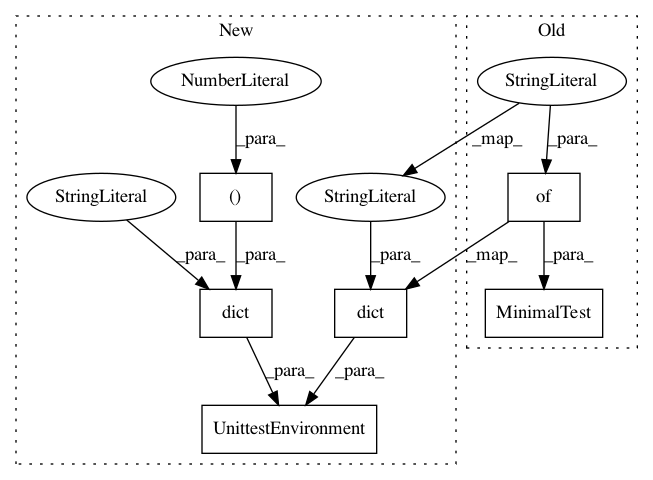 New
Old
NumberLiteral
StringLiteral
_para_
_map_
_para_
StringLiteral
()
StringLiteral
of
_para_
_para_
_para_
_map_
_para_
dict
dict
MinimalTest
_para_
_para_
UnittestEnvironment